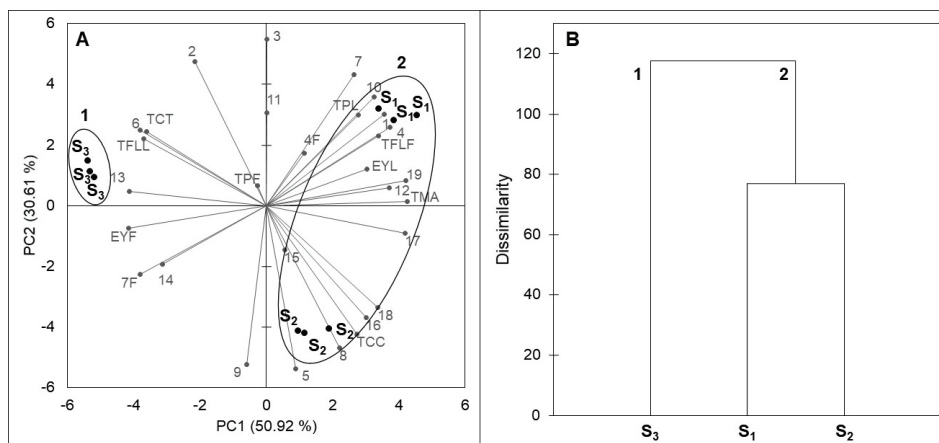 A
B
6
4
2
0
-2
-4
-6
-6
-4
-2
0
2
4
6
PC2 (30.61 %)
PC1 (50.92 %)
1
2
3
2
7
10
S1
S1
S1
11
TPL
1
4
6
TCT
TFLL
TFLF
4F
EYL
S3
S3
S3
13
TPF
19
12
TMA
EYF
17
7F
14
15
18
16
S2
S2
S2
TCC
8
9
5
Dissimilarity
120
100
80
60
40
20
0
1
2
S3
S1
S2